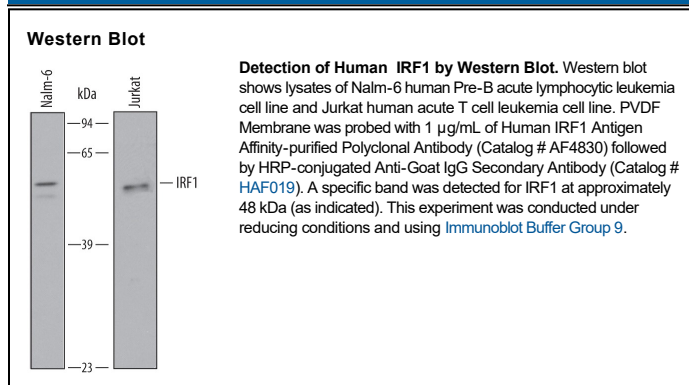 Western Blot
Nalm-6
kDa
Jurkat
—94—
—65—
— IRF1
—39—
—23—
Detection of Human IRF1 by Western Blot. Western blot
shows lysates of Nalm-6 human Pre-B acute lymphocytic leukemia
cell line and Jurkat human acute T cell leukemia cell line. PVDF
Membrane was probed with 1 µg/mL of Human IRF1 Antigen
Affinity-purified Polyclonal Antibody (Catalog # AF4830) followed
by HRP-conjugated Anti-Goat IgG Secondary Antibody (Catalog #
HAF019). A specific band was detected for IRF1 at approximately
48 kDa (as indicated). This experiment was conducted under
reducing conditions and using Immunoblot Buffer Group 9.